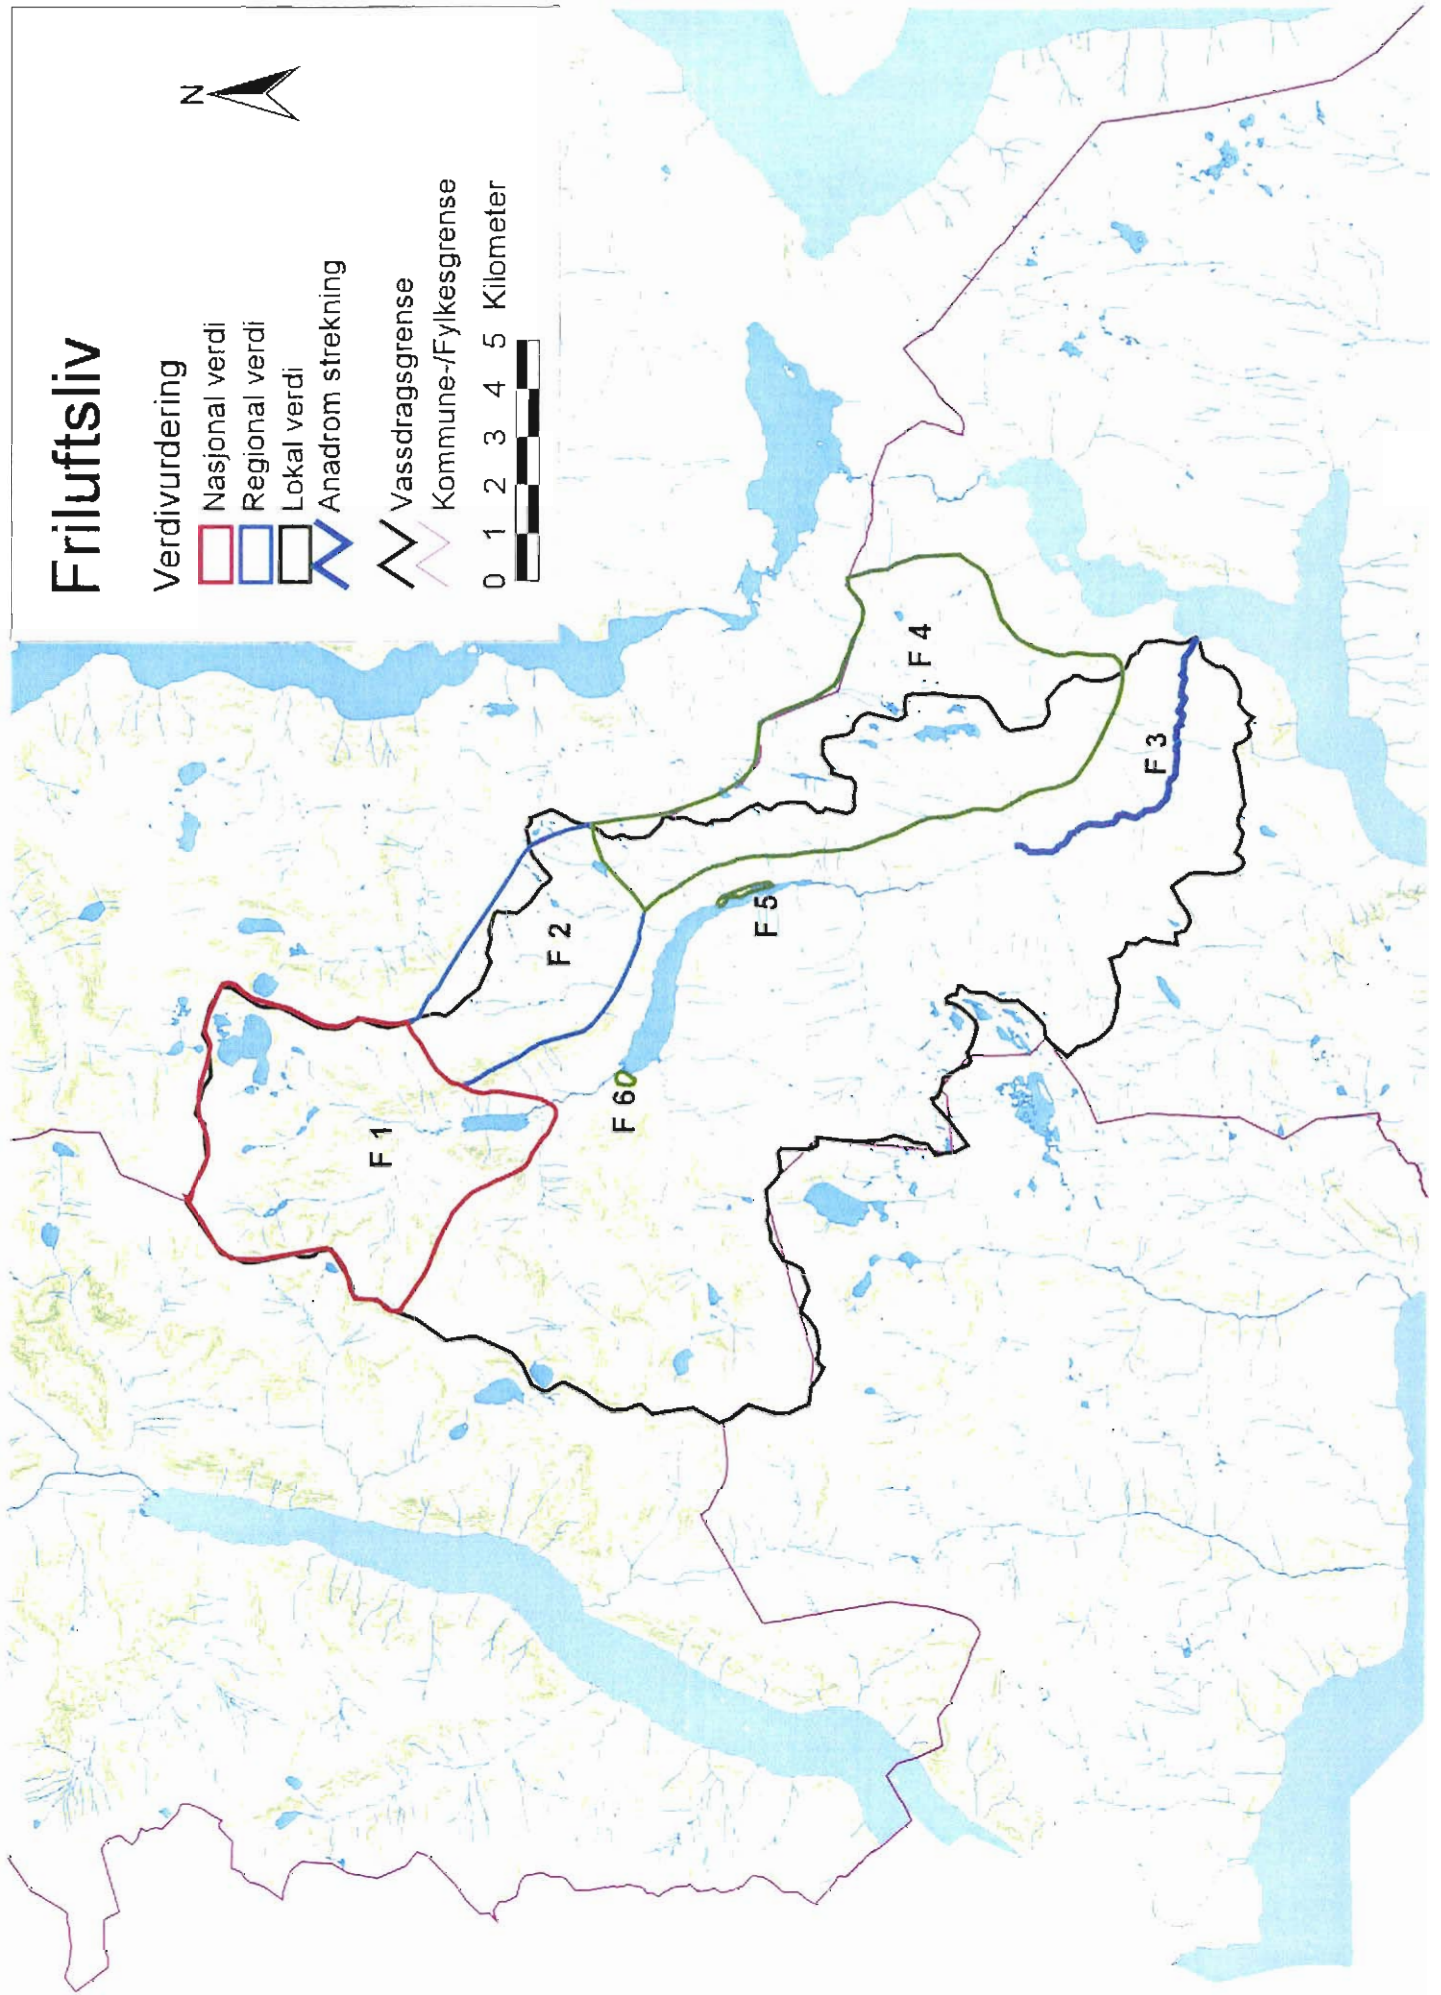 Friluftsliv
N
Verdivurdering
Nasjonal verdi
Regional verdi
Lokal verdi
Anadrom strekning
Vassdragsgrense
Kommune-/Fylkesgrense
0 1 2 3 4 5 Kilometer
F 1
F 2
F 6
F 5
F 4
F 3